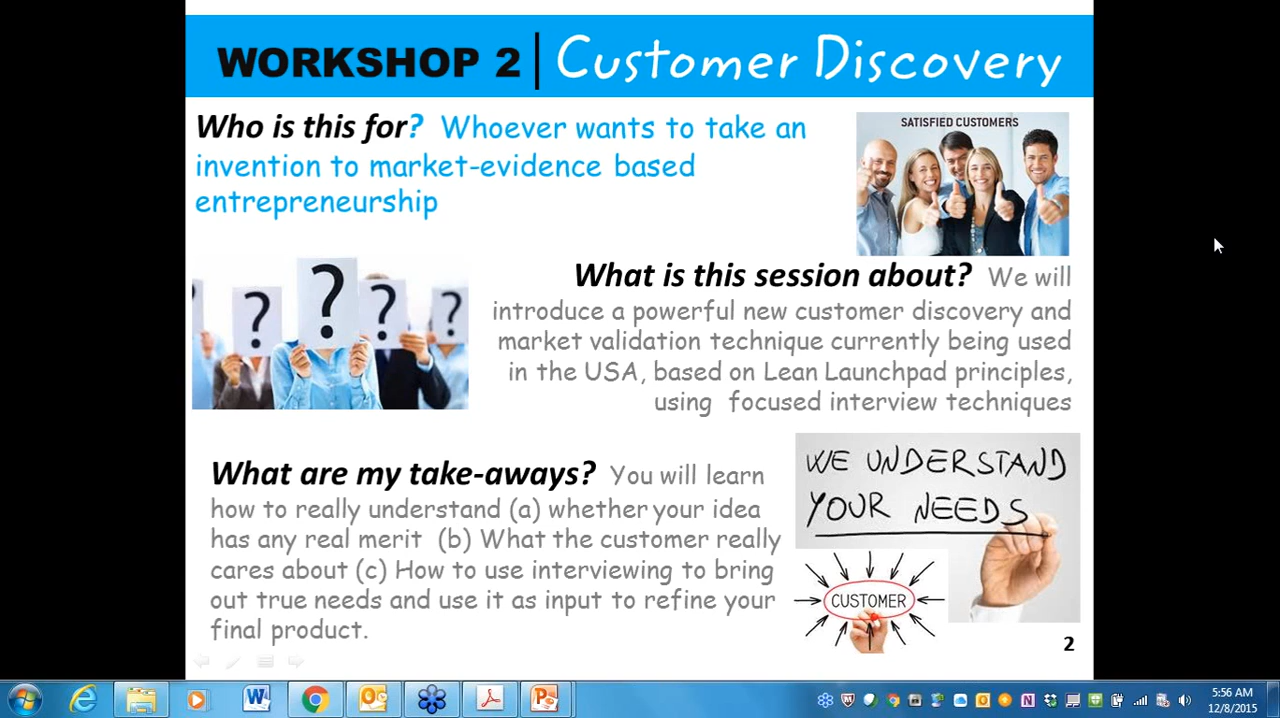 WORKSHOP 2 | Customer Discovery
Who is this for? Whoever wants to take an
invention to market-evidence based
entrepreneurship
SATISFIED CUSTOMERS
? ? ? ?
What is this session about? We will
introduce a powerful new customer discovery and
market validation technique currently being used
in the USA, based on Lean Launchpad principles,
using focused interview techniques
What are my take-aways? You will learn
how to really understand (a) whether your idea
has any real merit (b) What the customer really
cares about (c) How to use interviewing to bring
out true needs and use it as input to refine your
final product.
WE UNDERSTAND
YOUR NEEDS
CUSTOMER
2
5:56 AM
12/8/2015